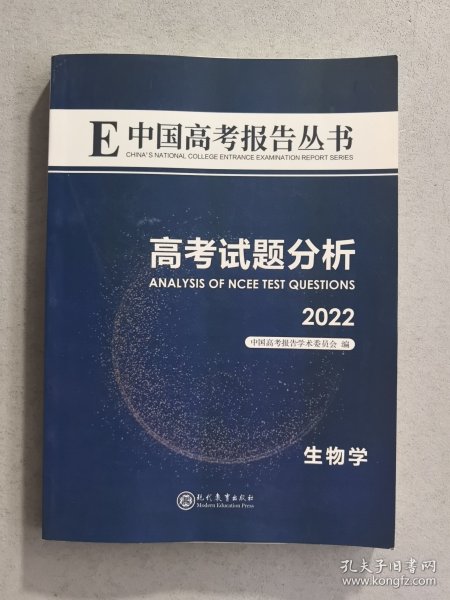 E 中国高考报告丛书
CHINA'S NATIONAL COLLEGE ENTRANCE EXAMINATION REPORT SERIES
高考试题分析
ANALYSIS OF NCEE TEST QUESTIONS
2022
中国高考报告学术委员会 编
生物学
现代教育出版社
Modern Education Press
孔夫子旧书网
www.kongfz.com